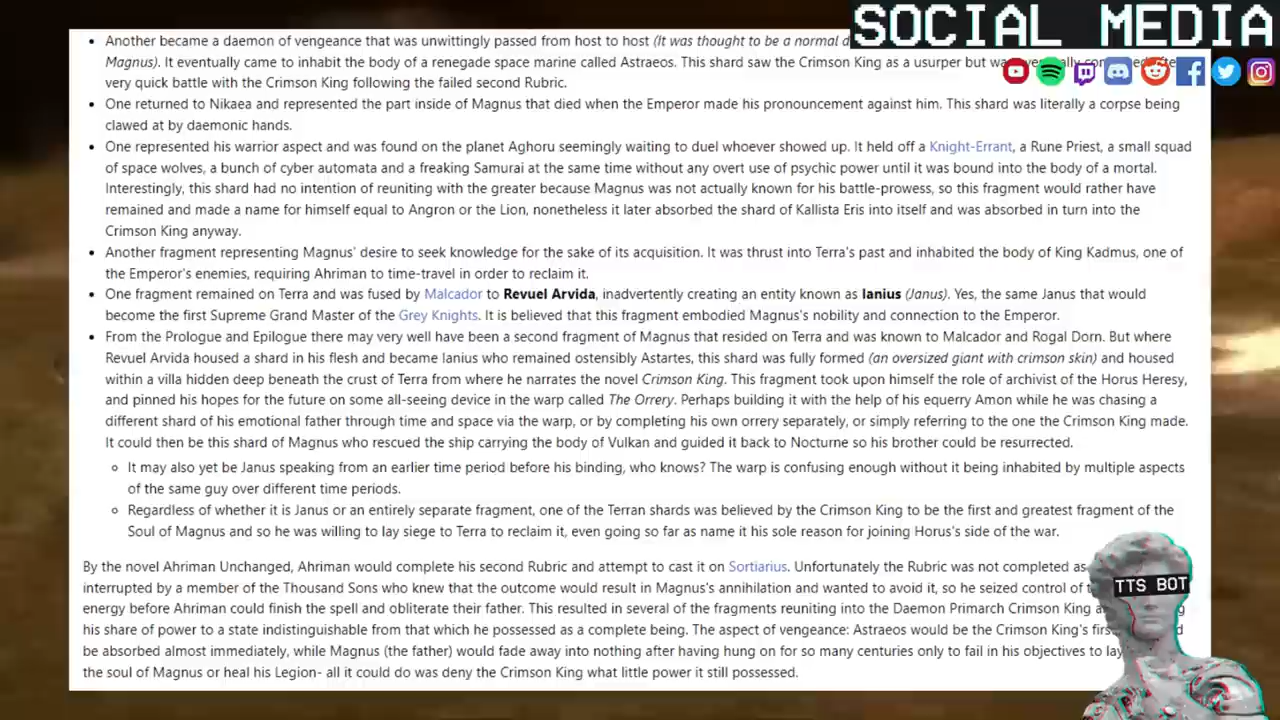 SOCIAL MEDIA
Another became a daemon of vengeance that was unwittingly passed from host to host (It was thought to be a normal
Magnus). It eventually came to inhabit the body of a renegade space marine called Astraeos. This shard saw the Crimson King as a usurper but
very quick battle with the Crimson King following the failed second Rubric.
One returned to Nikaea and represented the part inside of Magnus that died when the Emperor made his pronouncement against him. This shard was literally a corpse being
clawed at by daemonic hands.
One represented his warrior aspect and was found on the planet Aghoru seemingly waiting to duel whoever showed up. It held off a Knight-Errant, a Rune Priest, a small squad
of space wolves, a bunch of cyber automata and a freaking Samurai at the same time without any overt use of psychic power until it was bound into the body of a mortal.
Interestingly, this shard had no intention of reuniting with the greater because Magnus was not actually known for his battle-prowess, so this fragment would rather have
remained and made a name for himself equal to Angron or the Lion, nonetheless it later absorbed the shard of Kallista Eris into itself and was absorbed in turn into the
Crimson King anyway.
Another fragment representing Magnus' desire to seek knowledge for the sake of its acquisition. It was thrust into Terra's past and inhabited the body of King Kadmus, one of
the Emperor's enemies, requiring Ahriman to time-travel in order to reclaim it.
One fragment remained on Terra and was fused by Malcador to Revuel Arvida, inadvertently creating an entity known as Ianius (Janus). Yes, the same Janus that would
become the first Supreme Grand Master of the Grey Knights. It is believed that this fragment embodied Magnus's nobility and connection to the Emperor.
From the Prologue and Epilogue there may very well have been a second fragment of Magnus that resided on Terra and was known to Malcador and Rogal Dorn. But where
Revuel Arvida housed a shard in his flesh and became Ianius who remained ostensibly Astartes, this shard was fully formed (an oversized giant with crimson skin) and housed
within a villa hidden deep beneath the crust of Terra from where he narrates the novel Crimson King. This fragment took upon himself the role of archivist of the Horus Heresy,
and pinned his hopes for the future on some all-seeing device in the warp called The Orrery. Perhaps building it with the help of his equerry Amon while he was chasing a
different shard of his emotional father through time and space via the warp, or by completing his own orrery separately, or simply referring to the one the Crimson King made.
It could then be this shard of Magnus who rescued the ship carrying the body of Vulkan and guided it back to Nocturne so his brother could be resurrected.
It may also yet be Janus speaking from an earlier time period before his binding, who knows? The warp is confusing enough without it being inhabited by multiple aspects
of the same guy over different time periods.
Regardless of whether it is Janus or an entirely separate fragment, one of the Terran shards was believed by the Crimson King to be the first and greatest fragment of the
Soul of Magnus and so he was willing to lay siege to Terra to reclaim it, even going so far as name it his sole reason for joining Horus's side of the war.
By the novel Ahriman Unchanged, Ahriman would complete his second Rubric and attempt to cast it on Sortiarius. Unfortunately the Rubric was not completed as
interrupted by a member of the Thousand Sons who knew that the outcome would result in Magnus's annihilation and wanted to avoid it, so he seized control of
energy before Ahriman could finish the spell and obliterate their father. This resulted in several of the fragments reuniting into the Daemon Primarch Crimson King
his share of power to a state indistinguishable from that which he possessed as a complete being. The aspect of vengeance: Astraeos would be the Crimson King's
be absorbed almost immediately, while Magnus (the father) would fade away into nothing after having hung on for so many centuries only to fail in his objectives to
the soul of Magnus or heal his Legion- all it could do was deny the Crimson King what little power it still possessed.
TTS BOT